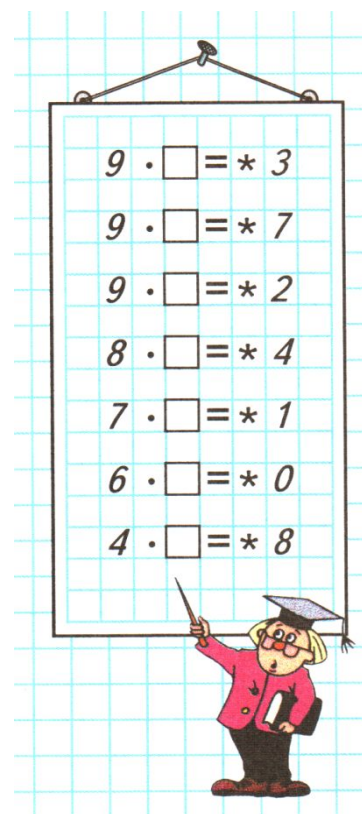 9 · □ = * 3
9 · □ = * 7
9 · □ = * 2
8 · □ = * 4
7 · □ = * 1
6 · □ = * 0
4 · □ = * 8